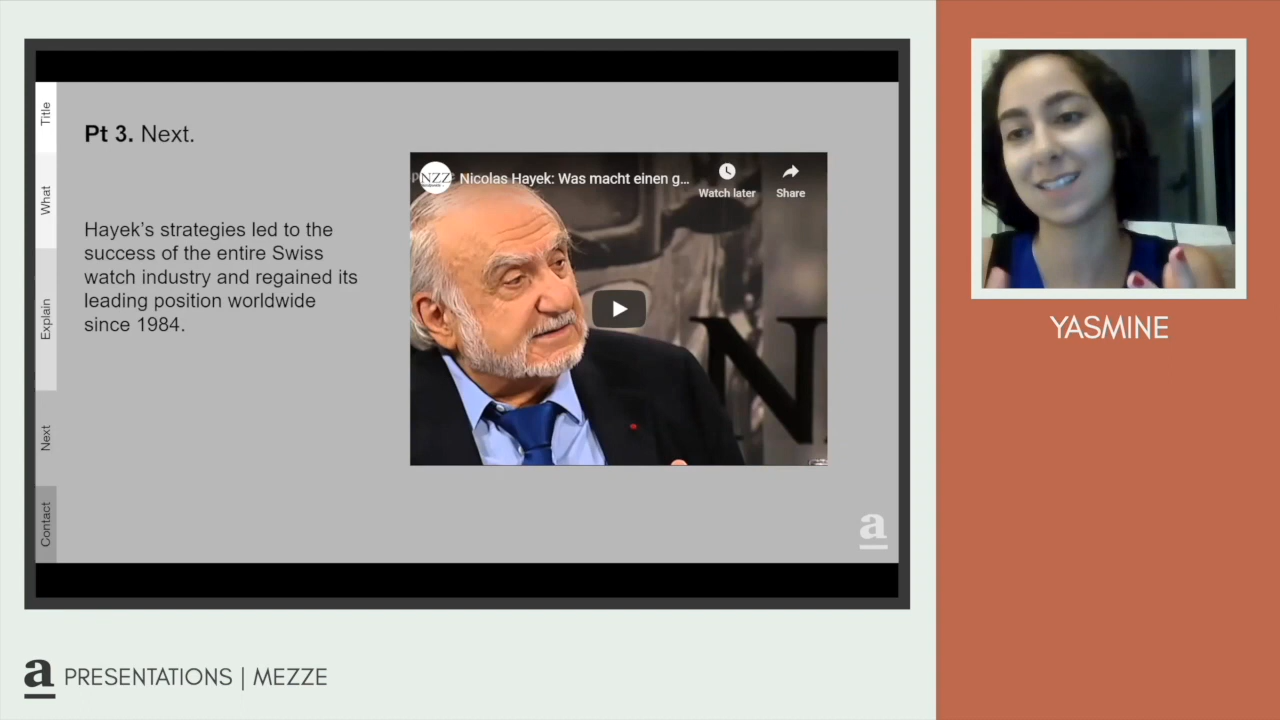 Title
What
Explain
Next
Contact
Pt 3. Next.
Hayek’s strategies led to the
success of the entire Swiss
watch industry and regained its
leading position worldwide
since 1984.
NZZ
Nicolas Hayek: Was macht einen g...
Watch later
Share
N
a
YASMINE
a PRESENTATIONS | MEZZE